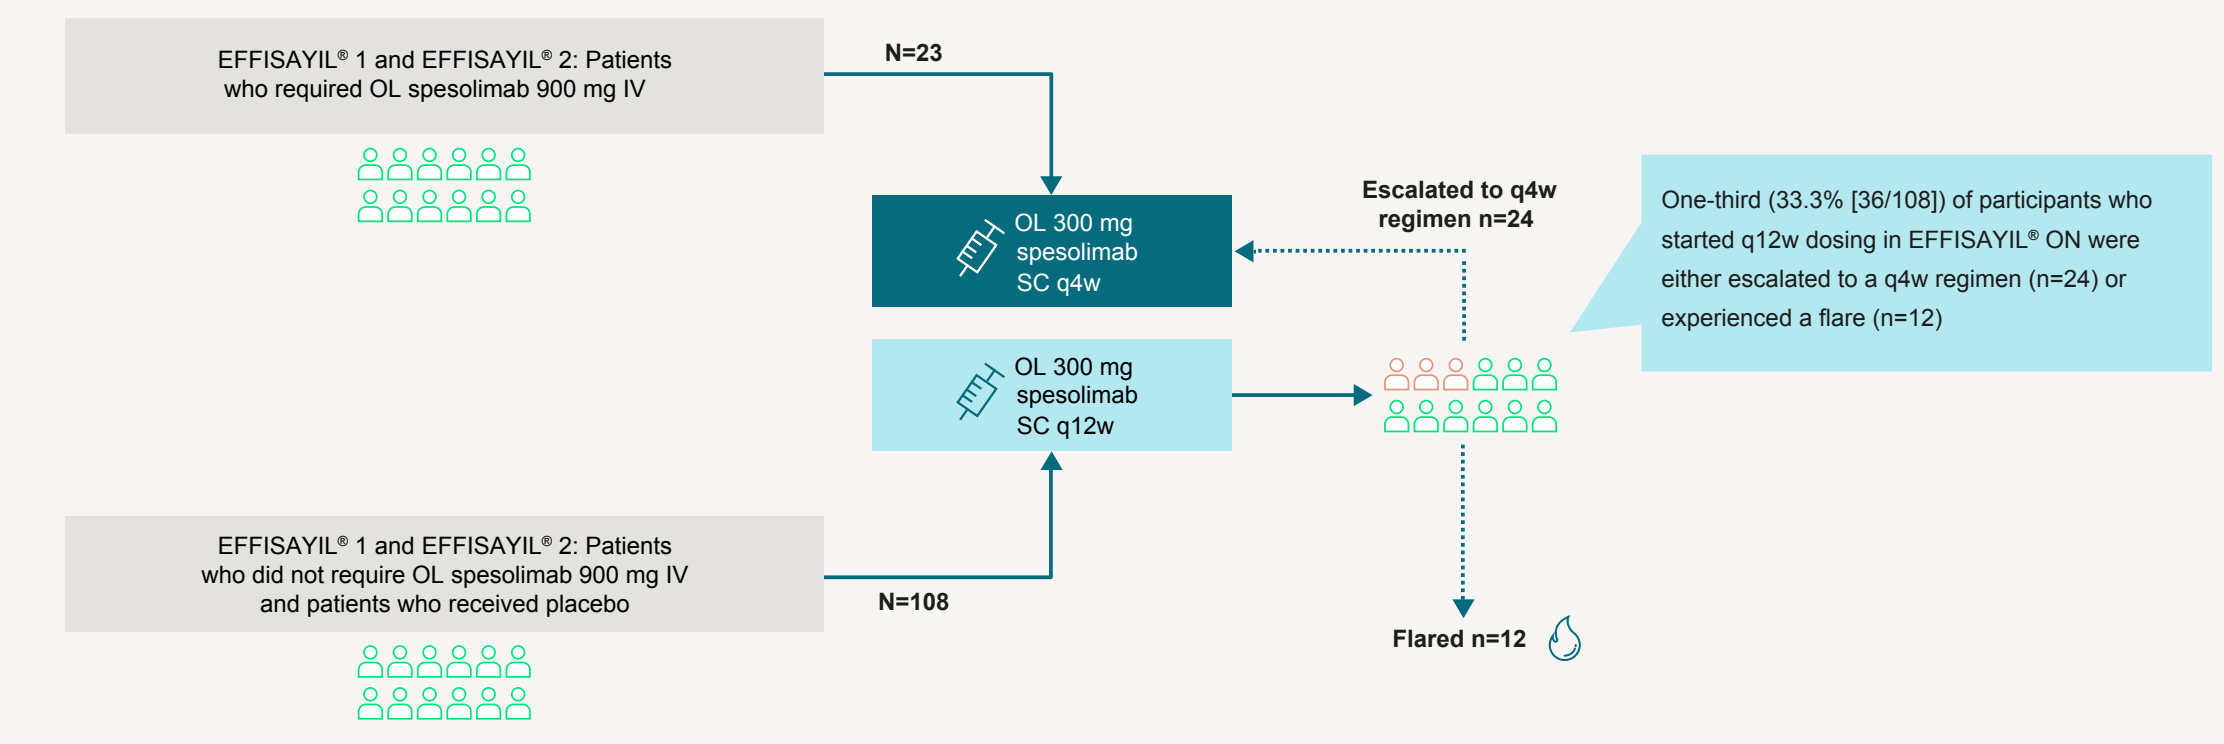 EFFISAYIL® 1 and EFFISAYIL® 2: Patients
who required OL spesolimab 900 mg IV
N=23
OL 300 mg
spesolimab
SC q4w
Escalated to q4w
regimen n=24
One-third (33.3% [36/108]) of participants who
started q12w dosing in EFFISAYIL® ON were
either escalated to a q4w regimen (n=24) or
experienced a flare (n=12)
OL 300 mg
spesolimab
SC q12w
EFFISAYIL® 1 and EFFISAYIL® 2: Patients
who did not require OL spesolimab 900 mg IV
and patients who received placebo
N=108
Flared n=12